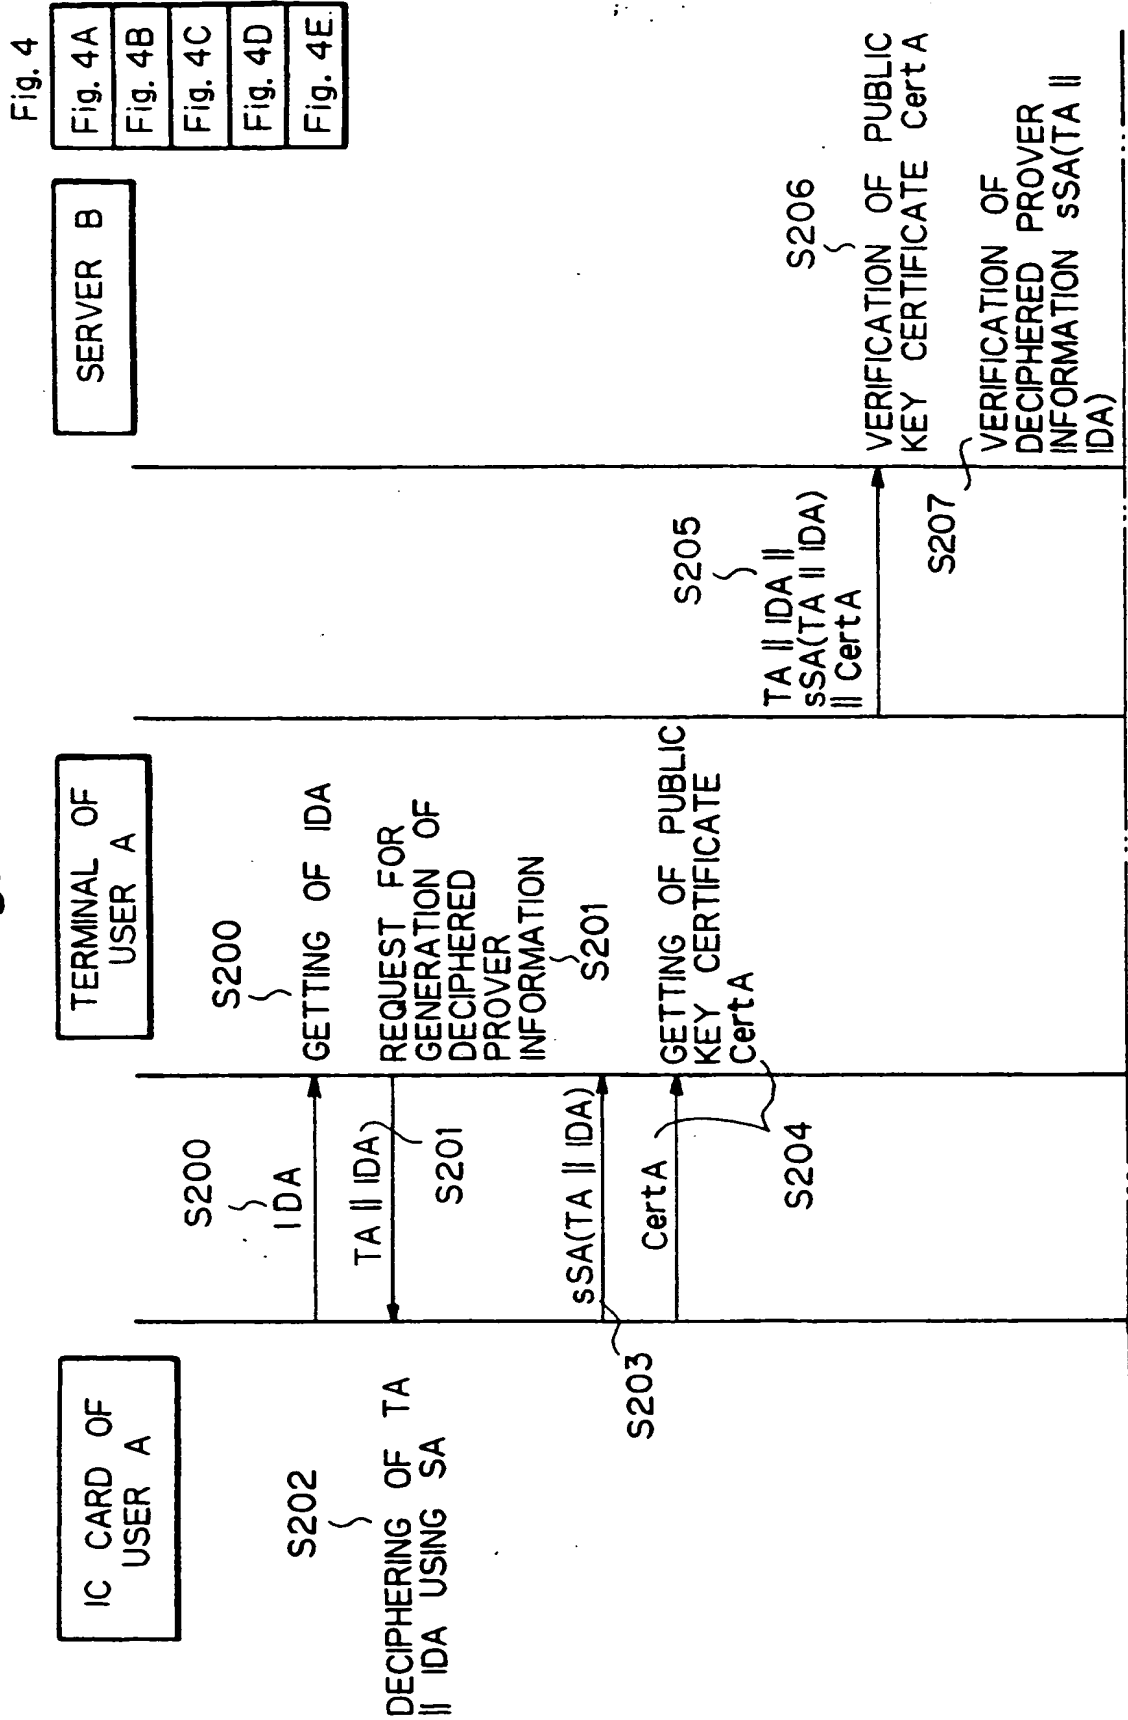 Fig. 4
Fig. 4A
Fig. 4B
Fig. 4C
Fig. 4D
Fig. 4E
IC CARD OF
USER A
TERMINAL OF
USER A
SERVER B
S200
IDA
S200
GETTING OF IDA
TA || IDA
S201
REQUEST FOR
GENERATION OF
DECIPHERED
PROVER
INFORMATION
S201
S202
DECIPHERING OF TA
|| IDA USING SA
sSA(TA || IDA)
S203
CertA
S204
GETTING OF PUBLIC
KEY CERTIFICATE
CertA
S205
TA || IDA ||
sSA(TA || IDA)
|| CertA
S206
VERIFICATION OF PUBLIC
KEY CERTIFICATE CertA
S207
VERIFICATION OF
DECIPHERED PROVER
INFORMATION sSA(TA ||
IDA)